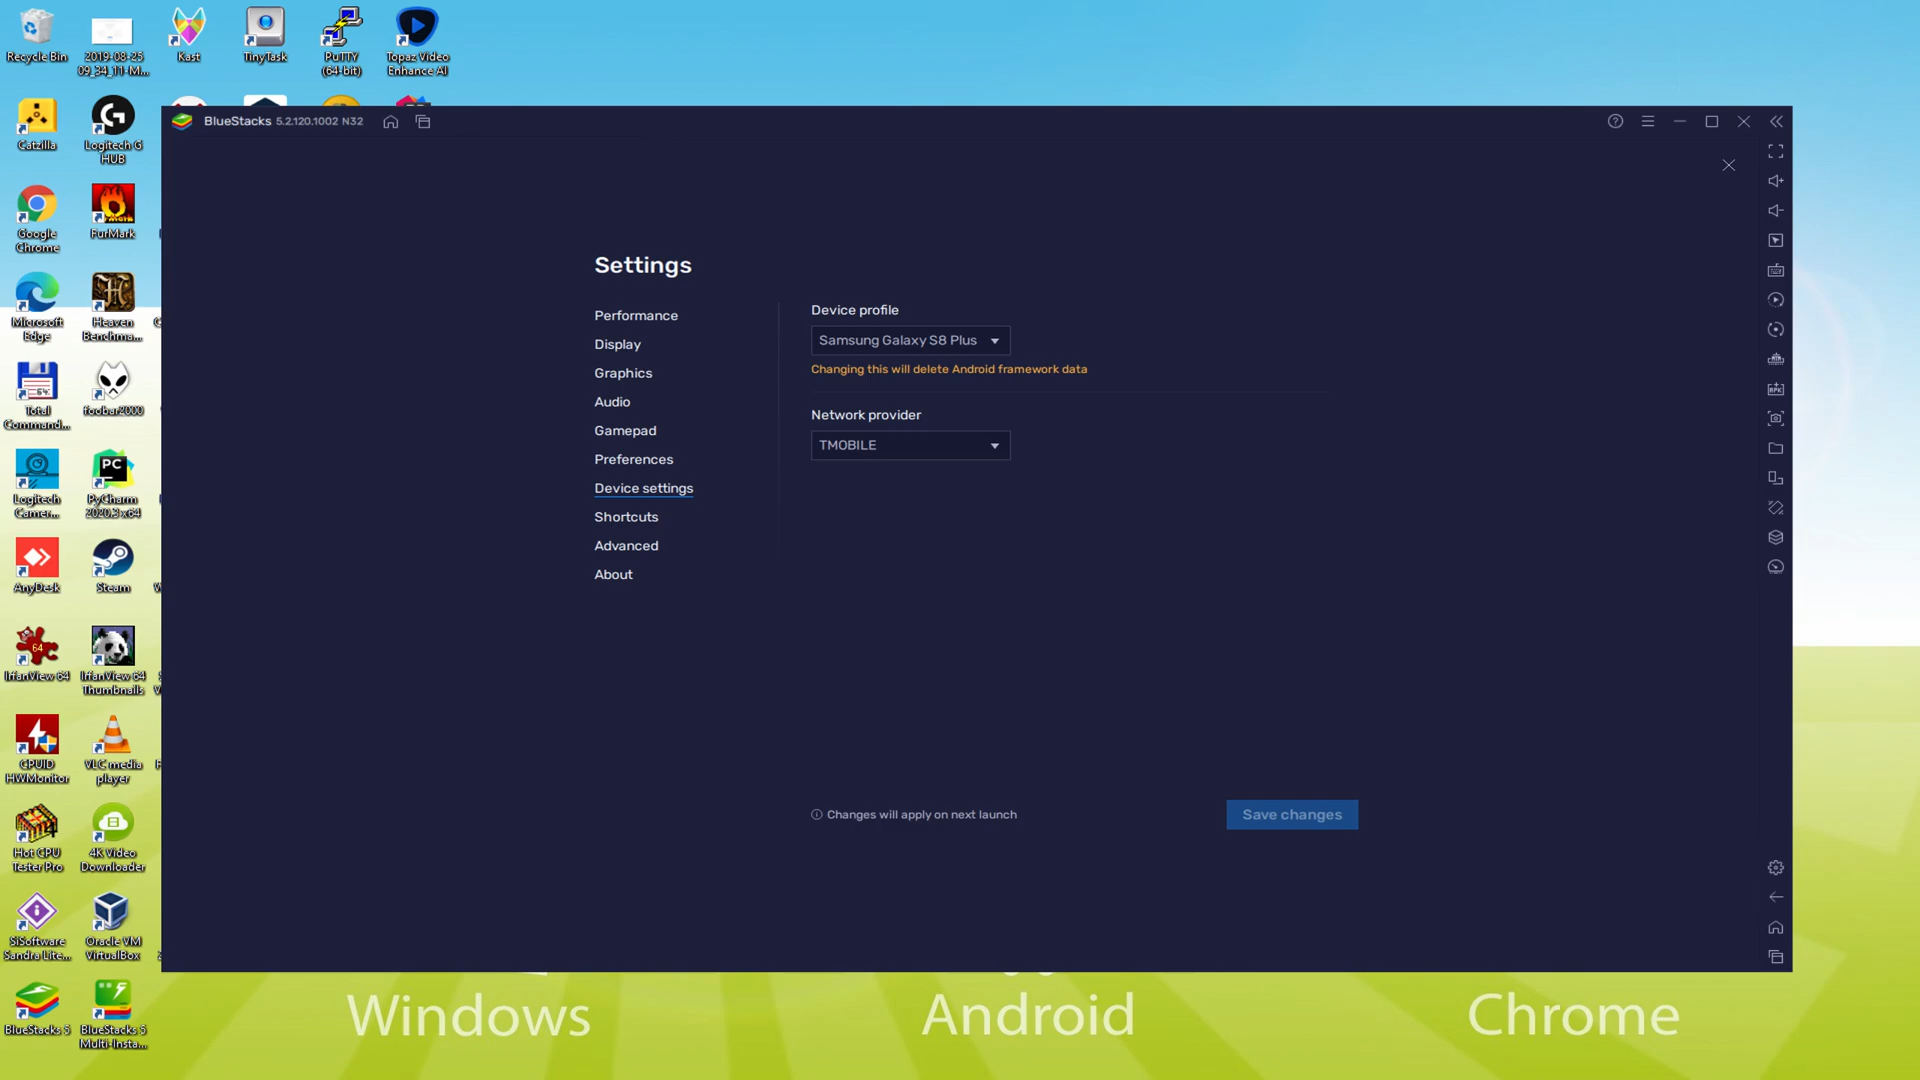 Recycle Bin
2019-08-25
09_34_11-M...
Kast
TinyTask
PuTTY
(64-bit)
Topaz Video
Enhance AI
Catzilla
Logitech G
HUB
Google
Chrome
FurMark
Microsoft
Edge
Heaven
Benchma...
Total
Command...
foobar2000
Logitech
Camer...
PyCharm
2020.3 x64
AnyDesk
Steam
IrfanView 64
IrfanView 64
Thumbnails
CPUID
HWMonitor
VLC media
player
Hot CPU
Tester Pro
4K Video
Downloader
SiSoftware
Sandra Lite...
Oracle VM
VirtualBox
BlueStacks 5
BlueStacks 5
Multi-Insta...
BlueStacks 5.2.120.1002 N32
Settings
Performance
Display
Graphics
Audio
Gamepad
Preferences
Device settings
Shortcuts
Advanced
About
Device profile
Samsung Galaxy S8 Plus
Changing this will delete Android framework data
Network provider
TMOBILE
Changes will apply on next launch
Save changes
Windows
Android
Chrome